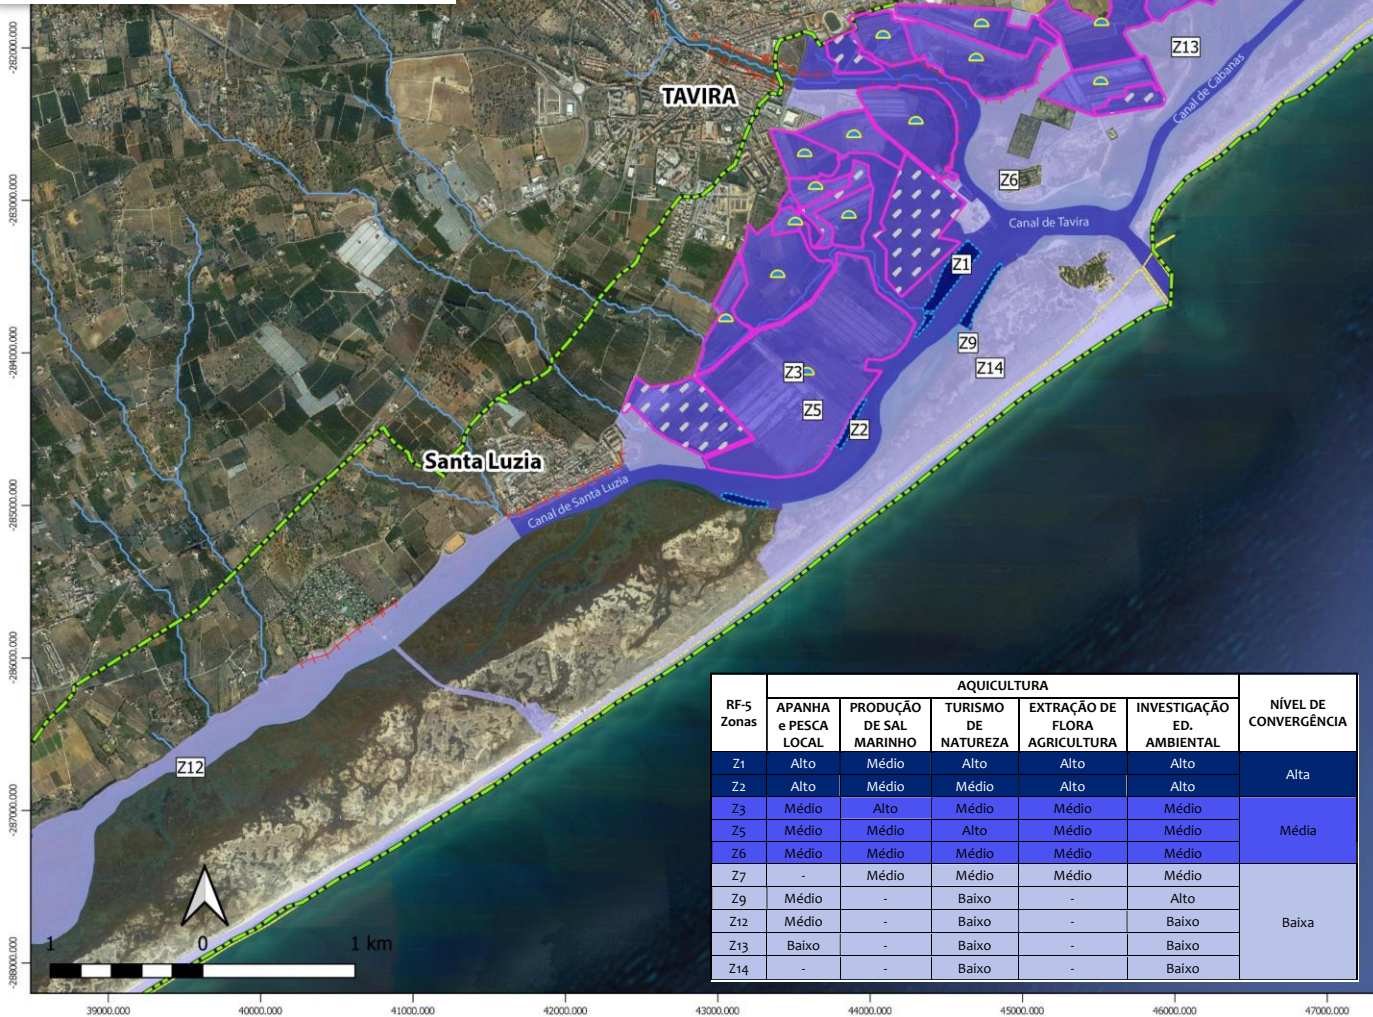 -282000.000
-283000.000
-284000.000
-285000.000
-286000.000
-287000.000
-288000.000
TAVIRA
Z13
Canal de Cabanas
Z6
Canal de Tavira
Z1
Z9
Z14
Z3
Z5
Z2
Santa Luzia
Canal de Santa Luzia
Z12
1 0 1 km
RF-5 Zonas
AQUICULTURA
NÍVEL DE CONVERGÊNCIA
APANHA e PESCA LOCAL
PRODUÇÃO DE SAL MARINHO
TURISMO DE NATUREZA
EXTRAÇÃO DE FLORA AGRICULTURA
INVESTIGAÇÃO ED. AMBIENTAL
Z1 Alto Médio Alto Alto Alto Alta
Z2 Alto Médio Médio Alto Alto
Z3 Médio Alto Médio Médio Médio
Z5 Médio Médio Alto Médio Médio Média
Z6 Médio Médio Médio Médio Médio
Z7 - Médio Médio Médio Médio
Z9 Médio - Baixo - Alto
Z12 Médio - Baixo - Baixo Baixa
Z13 Baixo - Baixo - Baixo
Z14 - - Baixo - Baixo
39000.000 40000.000 41000.000 42000.000 43000.000 44000.000 45000.000 46000.000 47000.000